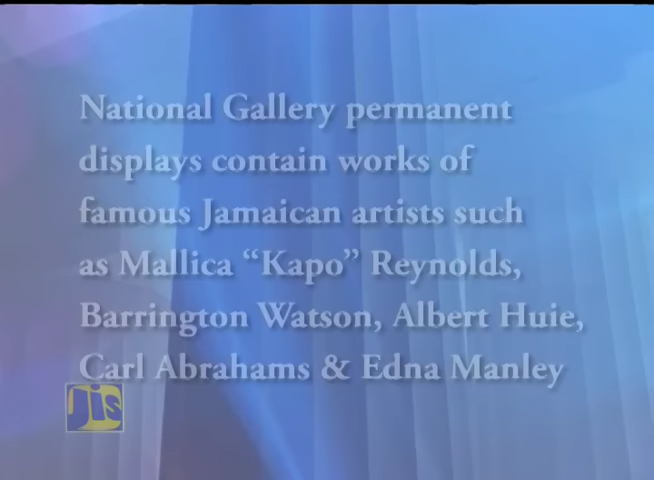 National Gallery permanent
displays contain works of
famous Jamaican artists such
as Mallica “Kapo” Reynolds,
Barrington Watson, Albert Huie,
Carl Abrahams & Edna Manley
jis